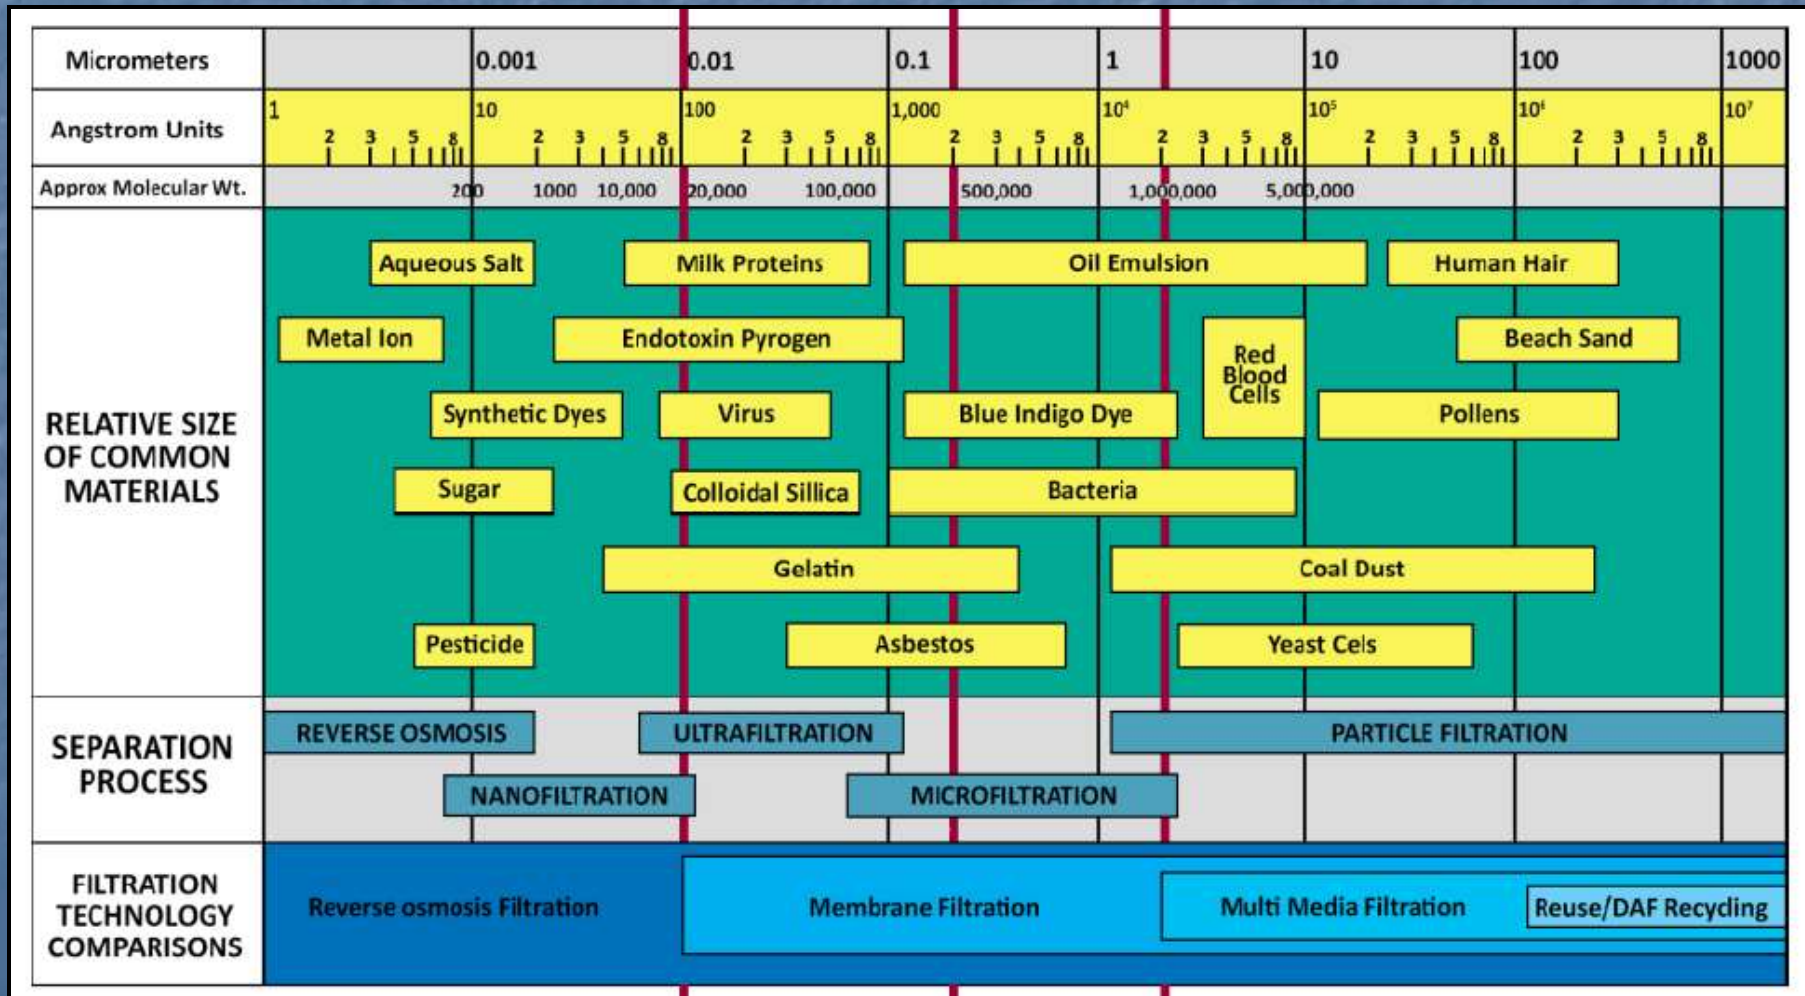 Micrometers 0.001 0.01 0.1 1 10 100 1000
Angstrom Units 1 10 100 1,000 10⁴ 10⁵ 10⁶ 10⁷
2 3 5 8 2 3 5 8 2 3 5 8 2 3 5 8 2 3 5 8 2 3 5 8 2 3 5 8
Approx Molecular Wt. 200 1000 10,000 20,000 100,000 500,000 1,000,000 5,000,000
RELATIVE SIZE
OF COMMON
MATERIALS
Aqueous Salt Milk Proteins Oil Emulsion Human Hair
Metal Ion Endotoxin Pyrogen Beach Sand
Red
Blood
Cells
Synthetic Dyes Virus Blue Indigo Dye Pollens
Sugar Colloidal Sillica Bacteria
Gelatin Coal Dust
Pesticide Asbestos Yeast Cels
SEPARATION
PROCESS
REVERSE OSMOSIS ULTRAFILTRATION PARTICLE FILTRATION
NANOFILTRATION MICROFILTRATION
FILTRATION
TECHNOLOGY
COMPARISONS
Reverse osmosis Filtration Membrane Filtration Multi Media Filtration Reuse/DAF Recycling